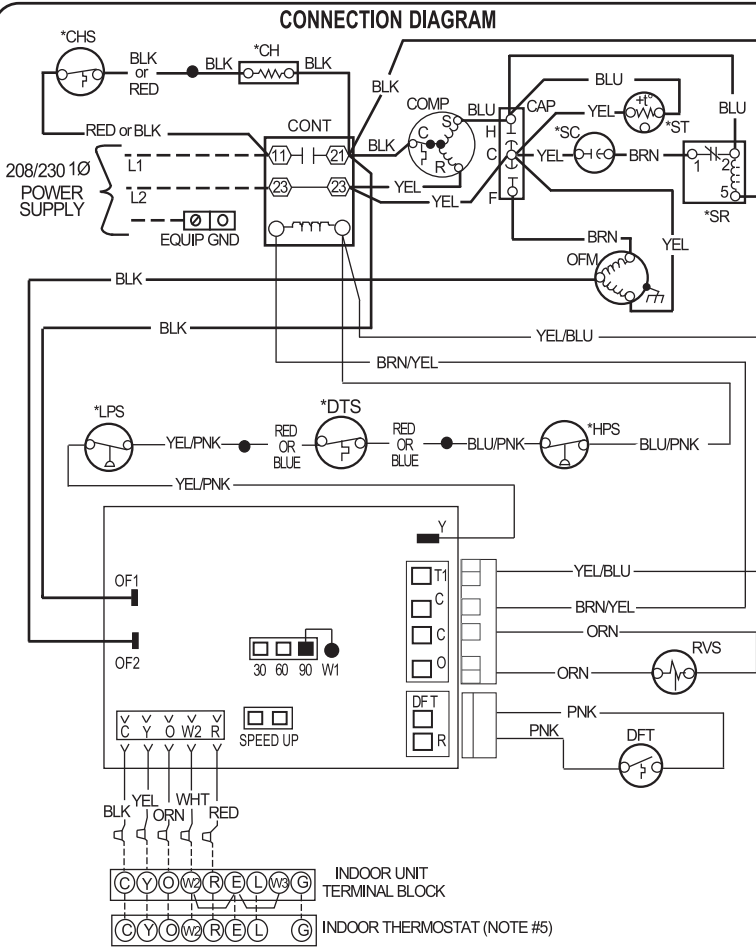 CONNECTION DIAGRAM
*CHS
BLK
or
RED
BLK
*CH
BLK
BLK
RED or BLK
CONT
11
21
23
23
208/230 1Ø
POWER
SUPPLY
L1
L2
EQUIP GND
COMP
BLK
C
S
R
YEL
YEL
BLU
CAP
H
C
F
BLU
YEL
+t°
*ST
*SC
YEL
BRN
BLU
1
2
5
*SR
BRN
OFM
YEL
BLK
BLK
YEL/BLU
BRN/YEL
*LPS
YEL/PNK
RED
OR
BLUE
*DTS
RED
OR
BLUE
BLU/PNK
*HPS
BLU/PNK
YEL/PNK
Y
OF1
OF2
T1
C
C
O
YEL/BLU
BRN/YEL
ORN
ORN
RVS
30 60 90 W1
SPEED UP
DFT
R
PNK
PNK
DFT
C Y O W2 R
BLK
YEL
ORN
WHT
RED
C Y O W2 R E L W3 G
INDOOR UNIT
TERMINAL BLOCK
C Y O W2 R E L G
INDOOR THERMOSTAT (NOTE #5)